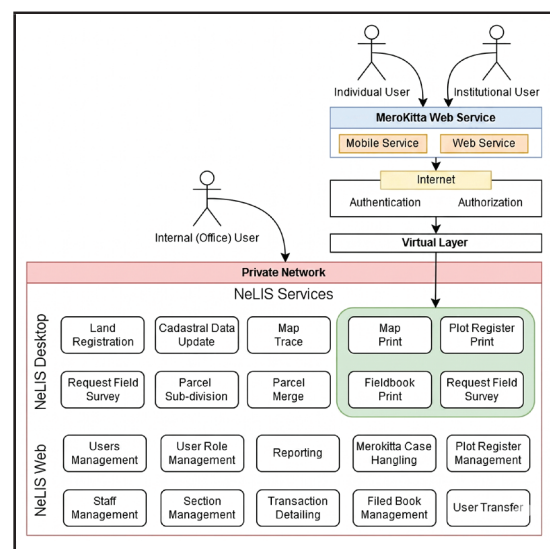 Individual User
Institutional User
MeroKitta Web Service
Mobile Service
Web Service
Internet
Authentication
Authorization
Virtual Layer
Internal (Office) User
Private Network
NeLIS Services
NeLIS Desktop
Land
Registration
Cadastral Data
Update
Map
Trace
Map
Print
Plot Register
Print
Request Field
Survey
Parcel
Sub-division
Parcel
Merge
Fieldbook
Print
Request Field
Survey
NeLIS Web
Users
Management
User Role
Management
Reporting
Merokitta Case
Hangling
Plot Register
Management
Staff
Management
Section
Management
Transaction
Detailing
Filed Book
Management
User Transfer